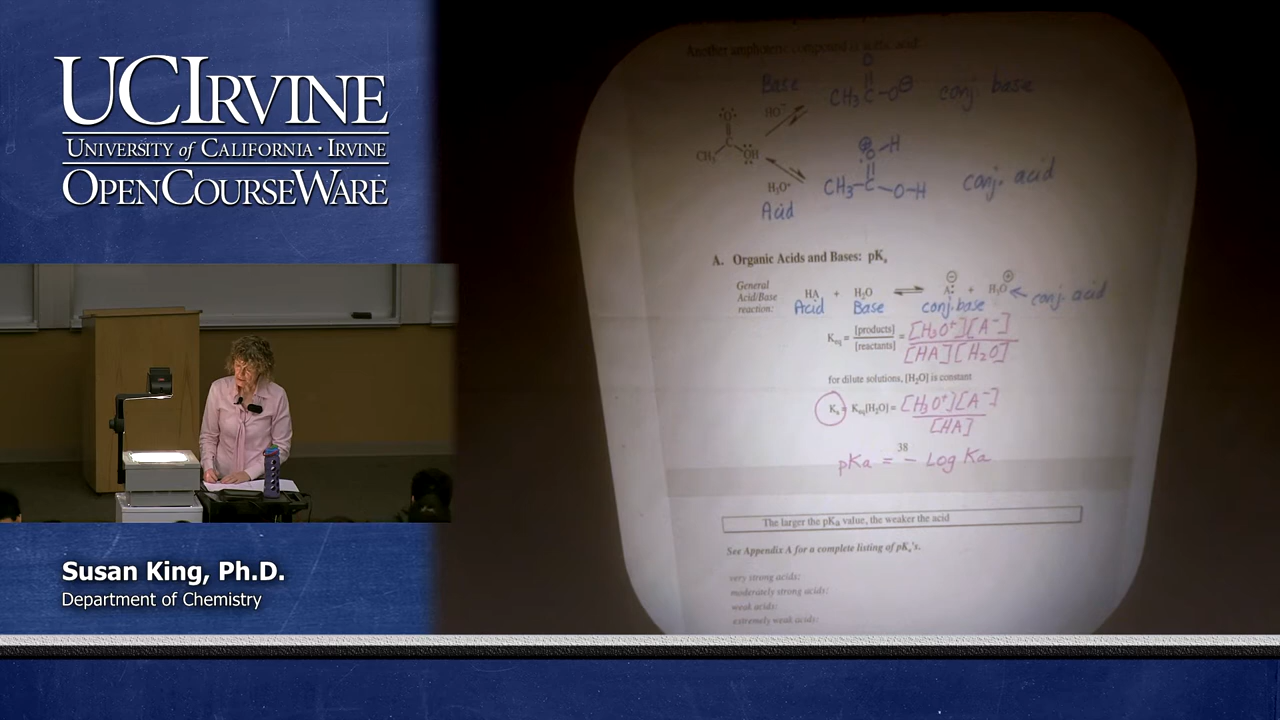 UCIRVINE
UNIVERSITY of CALIFORNIA · IRVINE
OPENCOURSEWARE
Susan King, Ph.D.
Department of Chemistry
Another amphoteric compound is acetic acid:
Base
HO⁻
O
CH₃C-O⊖ conj. base
O
CH₃ OH
⊕O-H
CH₃-C-O-H conj. acid
H₃O⁺
Acid
A. Organic Acids and Bases: pKₐ
General Acid/Base reaction:
HA + H₂O ⇌ A:⊖ + H₃O⊕ ← conj. acid
Acid Base conj. base
Keq = [products]/[reactants] = [H₃O⁺][A⁻]/[HA][H₂O]
for dilute solutions, [H₂O] is constant
Kₐ = Keq[H₂O] = [H₃O⁺][A⁻]/[HA]
38
pKa = - Log Ka
The larger the pKa value, the weaker the acid
See Appendix A for a complete listing of pKₐ's.
very strong acids:
moderately strong acids:
weak acids:
extremely weak acids: